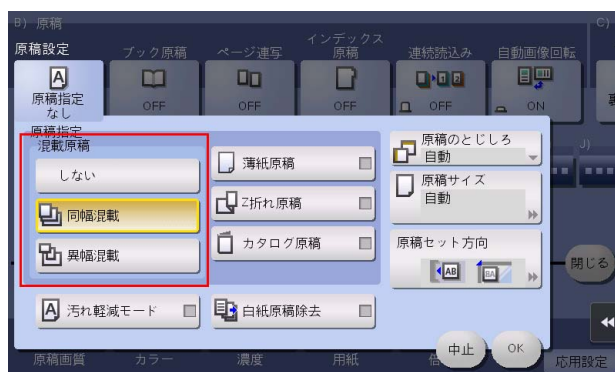 B) 原稿
C)
原稿設定
ブック原稿
ページ連写
インデックス
原稿
連続読込み
自動画像回転
原稿指定
なし
OFF
OFF
OFF
OFF
ON
原稿指定
混載原稿
しない
同幅混載
異幅混載
薄紙原稿
Z折れ原稿
カタログ原稿
原稿のとじしろ
自動
原稿サイズ
自動
原稿セット方向
J)
閉じる
汚れ軽減モード
白紙原稿除去
中止
OK
原稿画質
カラー
濃度
用紙
応用設定